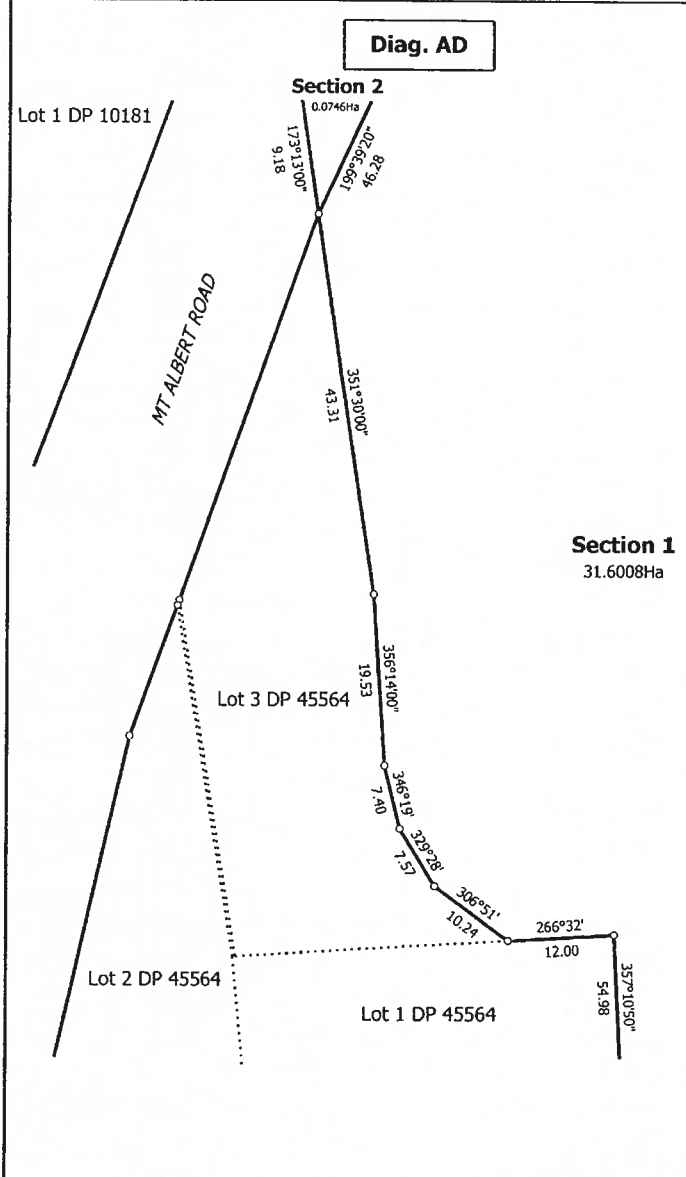 Diag. AD
Section 2
0.0746Ha
Lot 1 DP 10181
173°13'00"
9.18
199°39'20"
46.28
MT ALBERT ROAD
351°30'00"
43.31
Section 1
31.6008Ha
356°14'00"
19.53
Lot 3 DP 45564
346°19'
7.40
329°28'
7.57
306°51'
10.24
266°32'
12.00
357°10'50"
54.98
Lot 2 DP 45564
Lot 1 DP 45564